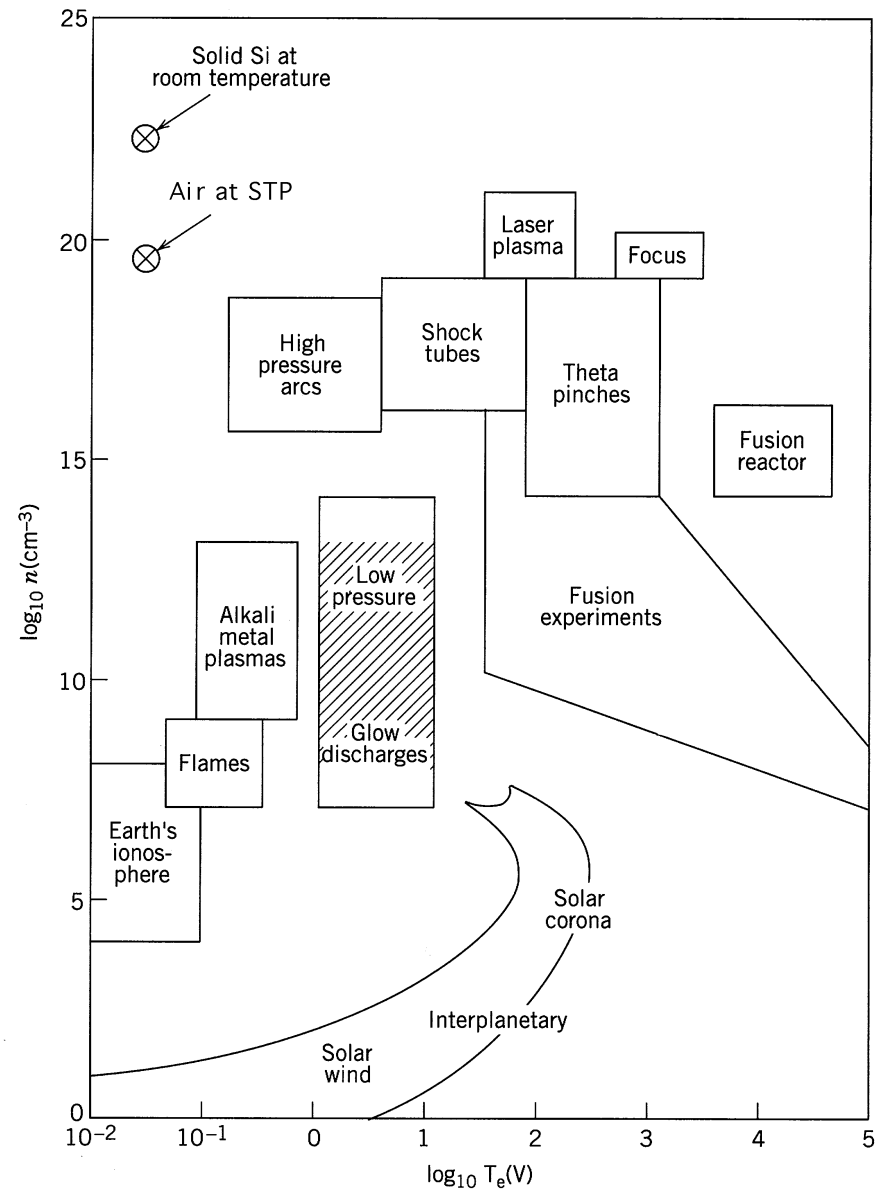 25
Solid Si at
room temperature
Air at STP
20
Laser
plasma
Focus
High
pressure
arcs
Shock
tubes
Theta
pinches
Fusion
reactor
15
log₁₀ n(cm⁻³)
Low
pressure
Alkali
metal
plasmas
Fusion
experiments
10
Glow
discharges
Flames
Earth's
ionos-
phere
5
Solar
corona
Interplanetary
Solar
wind
0
10⁻² 10⁻¹ 0 1 2 3 4 5
log₁₀ Tₑ(V)